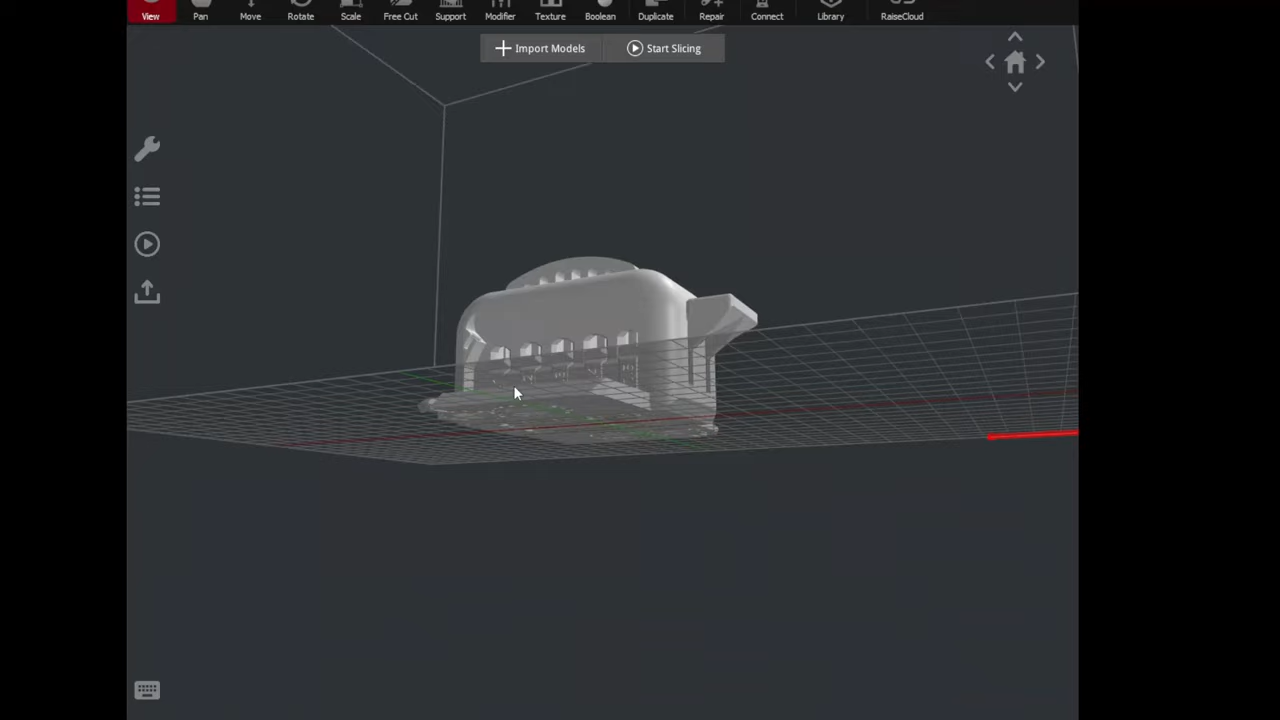 View Pan Move Rotate Scale Free Cut Support Modifier Texture Boolean Duplicate Repair Connect Library RaiseCloud
Import Models Start Slicing